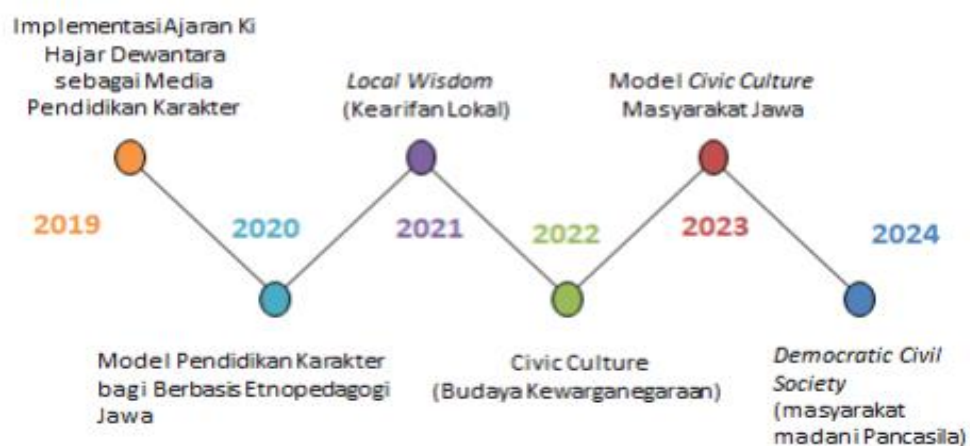 Implementasi Ajaran Ki
Hajar Dewantara
sebagai Media
Pendidikan Karakter
Local Wisdom
(Kearifan Lokal)
Model Civic Culture
Masyarakat Jawa
2019
2020
2021
2022
2023
2024
Model Pendidikan Karakter
bagi Berbasis Etnopedagogi
Jawa
Civic Culture
(Budaya Kewarganegaraan)
Democratic Civil
Society
(masyarakat
madani Pancasila)